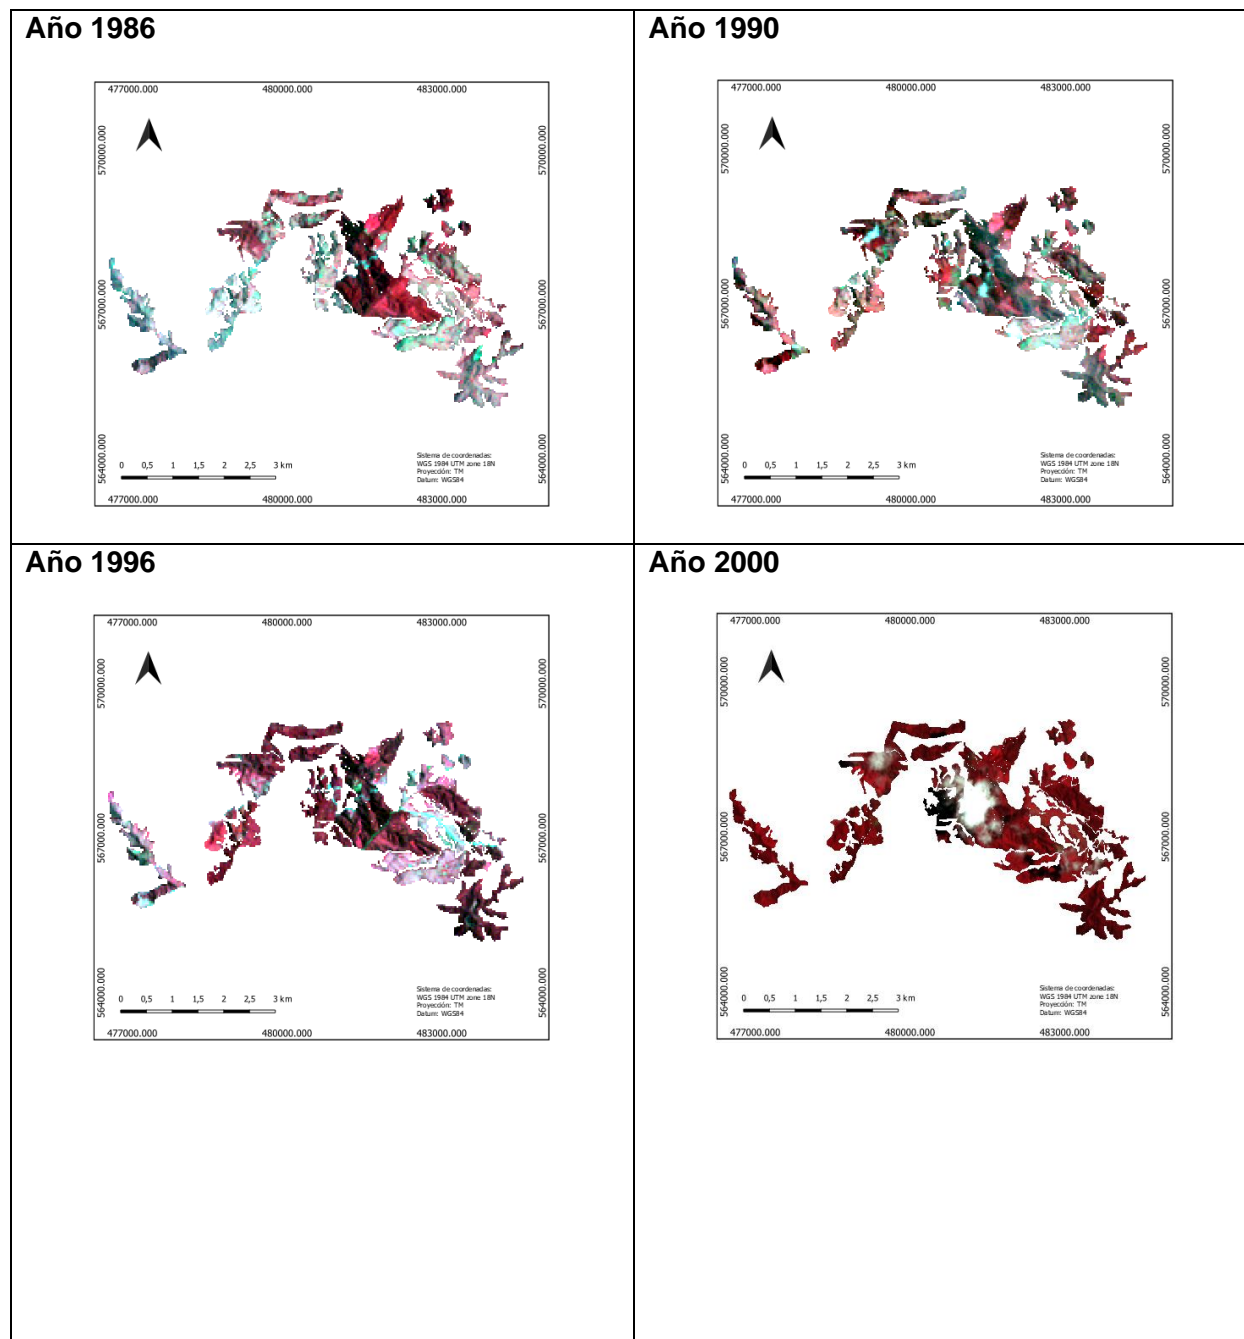 Año 1986
477000.000 480000.000 483000.000
570000.000 570000.000
567000.000 567000.000
564000.000 564000.000
0 0,5 1 1,5 2 2,5 3 km
Sistema de coordenadas:
WGS 1984 UTM zone 18N
Proyección: TM
Datum: WGS84
477000.000 480000.000 483000.000
Año 1990
477000.000 480000.000 483000.000
570000.000 570000.000
567000.000 567000.000
564000.000 564000.000
0 0,5 1 1,5 2 2,5 3 km
Sistema de coordenadas:
WGS 1984 UTM zone 18N
Proyección: TM
Datum: WGS84
477000.000 480000.000 483000.000
Año 1996
477000.000 480000.000 483000.000
570000.000 570000.000
567000.000 567000.000
564000.000 564000.000
0 0,5 1 1,5 2 2,5 3 km
Sistema de coordenadas:
WGS 1984 UTM zone 18N
Proyección: TM
Datum: WGS84
477000.000 480000.000 483000.000
Año 2000
477000.000 480000.000 483000.000
570000.000 570000.000
567000.000 567000.000
564000.000 564000.000
0 0,5 1 1,5 2 2,5 3 km
Sistema de coordenadas:
WGS 1984 UTM zone 18N
Proyección: TM
Datum: WGS84
477000.000 480000.000 483000.000